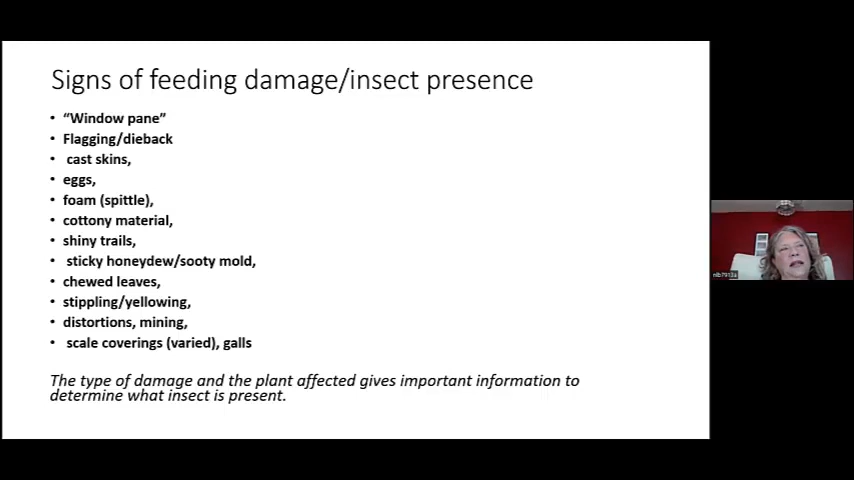 Signs of feeding damage/insect presence
• “Window pane”
• Flagging/dieback
• cast skins,
• eggs,
• foam (spittle),
• cottony material,
• shiny trails,
• sticky honeydew/sooty mold,
• chewed leaves,
• stippling/yellowing,
• distortions, mining,
• scale coverings (varied), galls
The type of damage and the plant affected gives important information to
determine what insect is present.